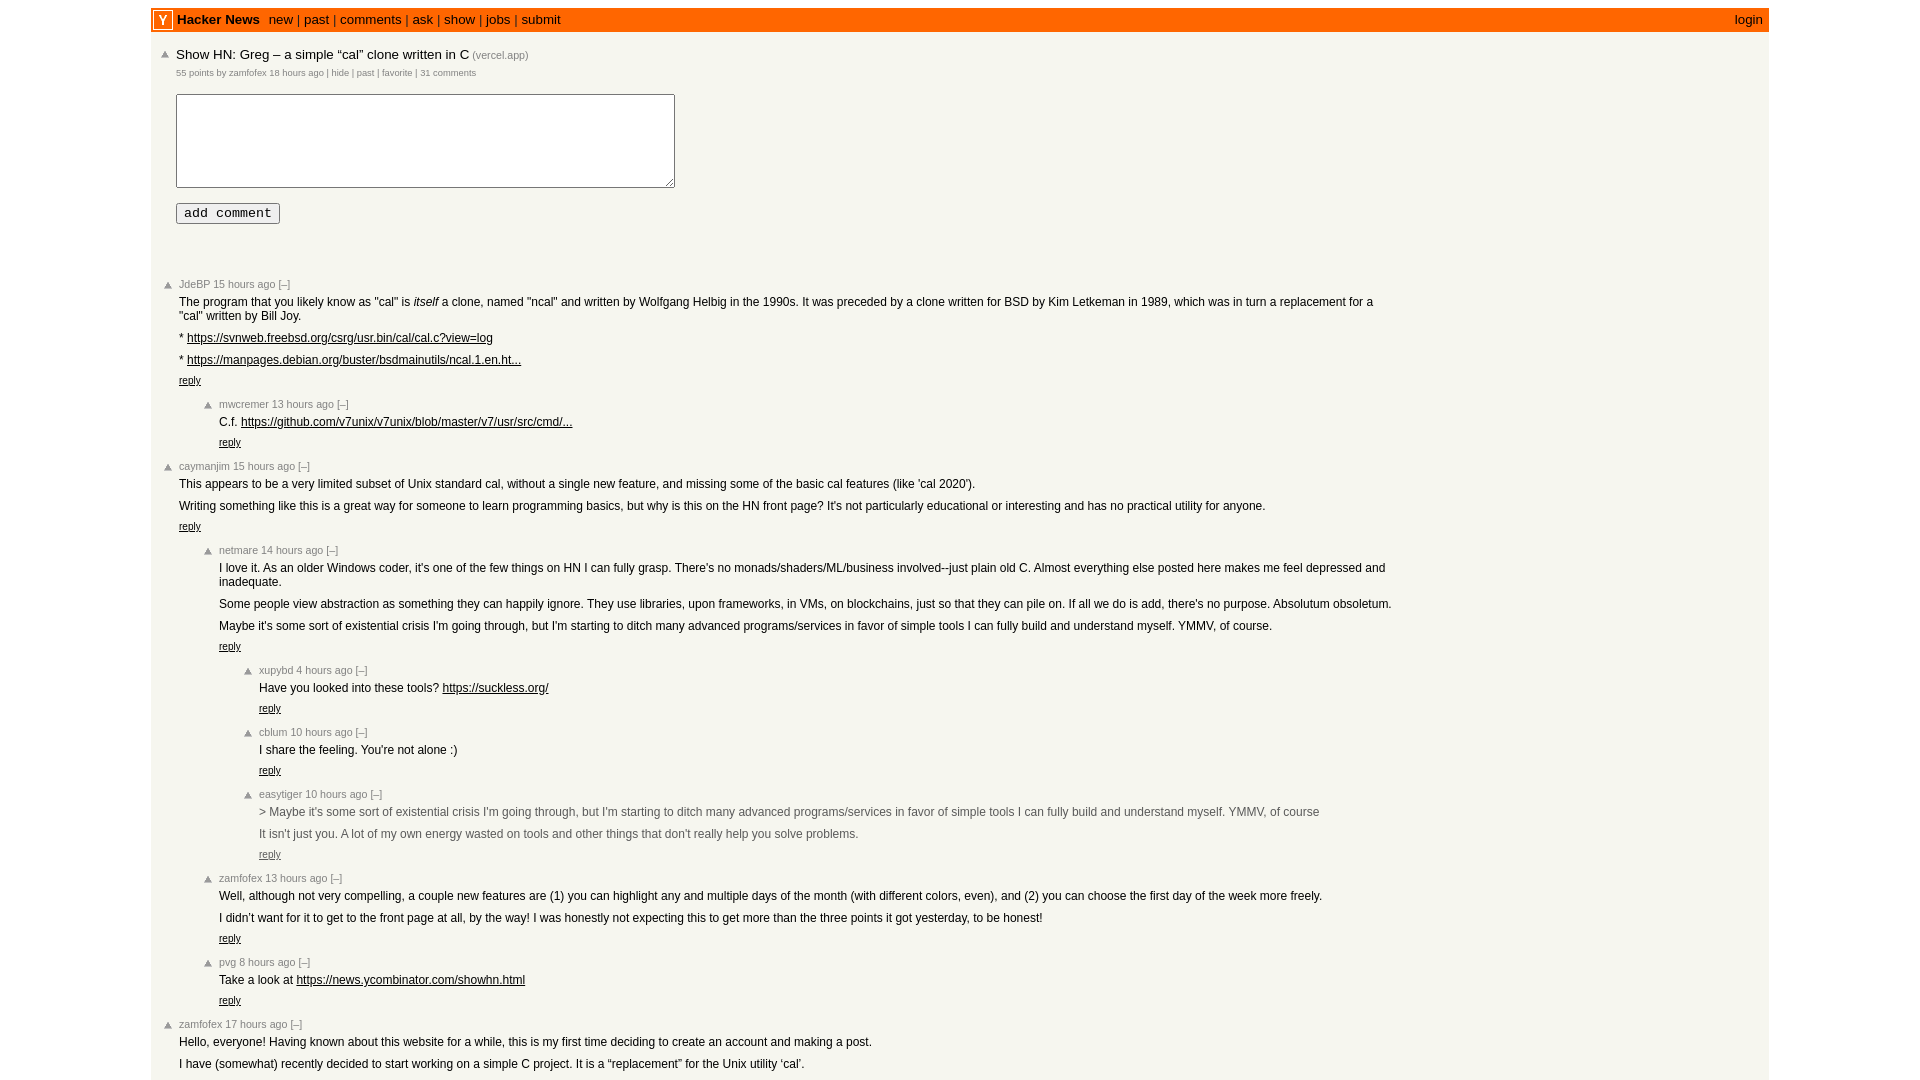 Y Hacker News new | past | comments | ask | show | jobs | submit login
Show HN: Greg – a simple “cal” clone written in C (vercel.app)
55 points by zamfofex 18 hours ago | hide | past | favorite | 31 comments
add comment
JdeBP 15 hours ago [–]
The program that you likely know as "cal" is itself a clone, named "ncal" and written by Wolfgang Helbig in the 1990s. It was preceded by a clone written for BSD by Kim Letkeman in 1989, which was in turn a replacement for a
"cal" written by Bill Joy.
* https://svnweb.freebsd.org/csrg/usr.bin/cal/cal.c?view=log
* https://manpages.debian.org/buster/bsdmainutils/ncal.1.en.ht...
reply
mwcremer 13 hours ago [–]
C.f. https://github.com/v7unix/v7unix/blob/master/v7/usr/src/cmd/...
reply
caymanjim 15 hours ago [–]
This appears to be a very limited subset of Unix standard cal, without a single new feature, and missing some of the basic cal features (like 'cal 2020').
Writing something like this is a great way for someone to learn programming basics, but why is this on the HN front page? It's not particularly educational or interesting and has no practical utility for anyone.
reply
netmare 14 hours ago [–]
I love it. As an older Windows coder, it's one of the few things on HN I can fully grasp. There's no monads/shaders/ML/business involved--just plain old C. Almost everything else posted here makes me feel depressed and
inadequate.
Some people view abstraction as something they can happily ignore. They use libraries, upon frameworks, in VMs, on blockchains, just so that they can pile on. If all we do is add, there's no purpose. Absolutum obsoletum.
Maybe it's some sort of existential crisis I'm going through, but I'm starting to ditch many advanced programs/services in favor of simple tools I can fully build and understand myself. YMMV, of course.
reply
xupybd 4 hours ago [–]
Have you looked into these tools? https://suckless.org/
reply
cblum 10 hours ago [–]
I share the feeling. You're not alone :)
reply
easytiger 10 hours ago [–]
> Maybe it's some sort of existential crisis I'm going through, but I'm starting to ditch many advanced programs/services in favor of simple tools I can fully build and understand myself. YMMV, of course
It isn't just you. A lot of my own energy wasted on tools and other things that don't really help you solve problems.
reply
zamfofex 13 hours ago [–]
Well, although not very compelling, a couple new features are (1) you can highlight any and multiple days of the month (with different colors, even), and (2) you can choose the first day of the week more freely.
I didn’t want for it to get to the front page at all, by the way! I was honestly not expecting this to get more than the three points it got yesterday, to be honest!
reply
pvg 8 hours ago [–]
Take a look at https://news.ycombinator.com/showhn.html
reply
zamfofex 17 hours ago [–]
Hello, everyone! Having known about this website for a while, this is my first time deciding to create an account and making a post.
I have (somewhat) recently decided to start working on a simple C project. It is a “replacement” for the Unix utility ‘cal’.